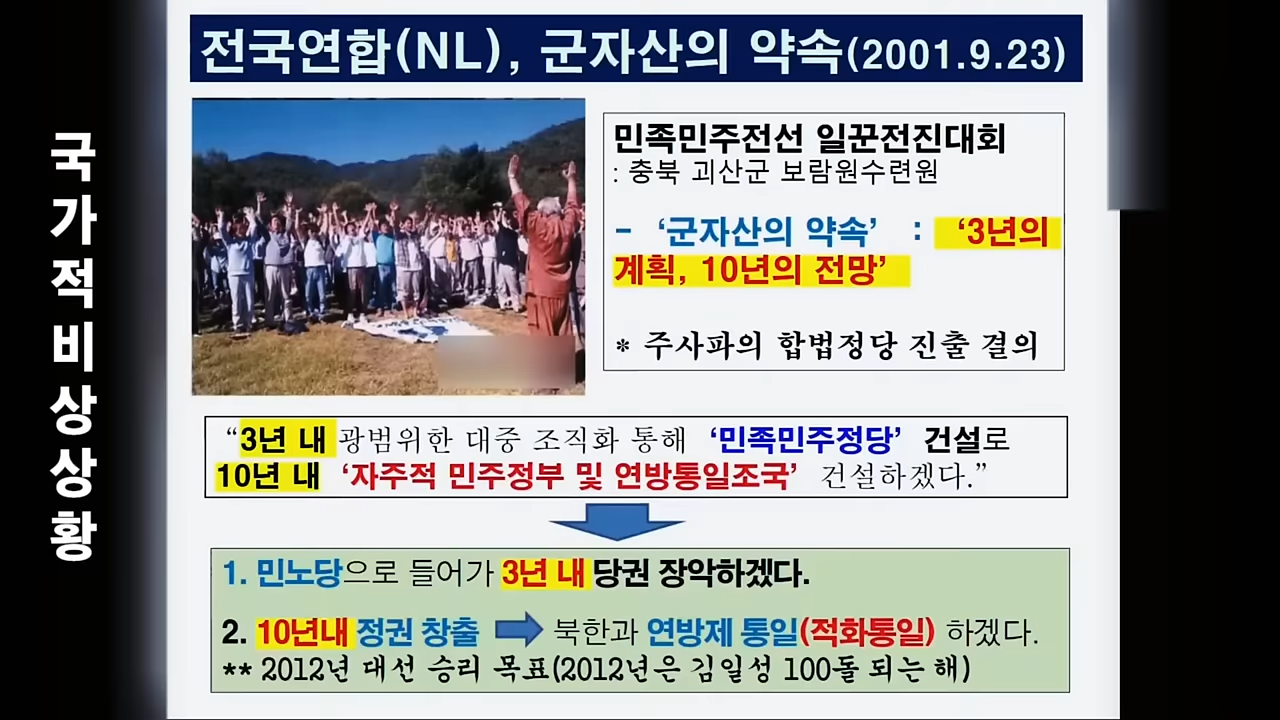 국가적비상상황
전국연합(NL), 군자산의 약속(2001.9.23)
민족민주전선 일꾼전진대회
: 충북 괴산군 보람원수련원
- ‘군자산의 약속’ : ‘3년의
계획, 10년의 전망’
* 주사파의 합법정당 진출 결의
“3년 내 광범위한 대중 조직화 통해 ‘민족민주정당’ 건설로
10년 내 ‘자주적 민주정부 및 연방통일조국’ 건설하겠다.”
1. 민노당으로 들어가 3년 내 당권 장악하겠다.
2. 10년내 정권 창출 북한과 연방제 통일(적화통일) 하겠다.
** 2012년 대선 승리 목표(2012년은 김일성 100돌 되는 해)